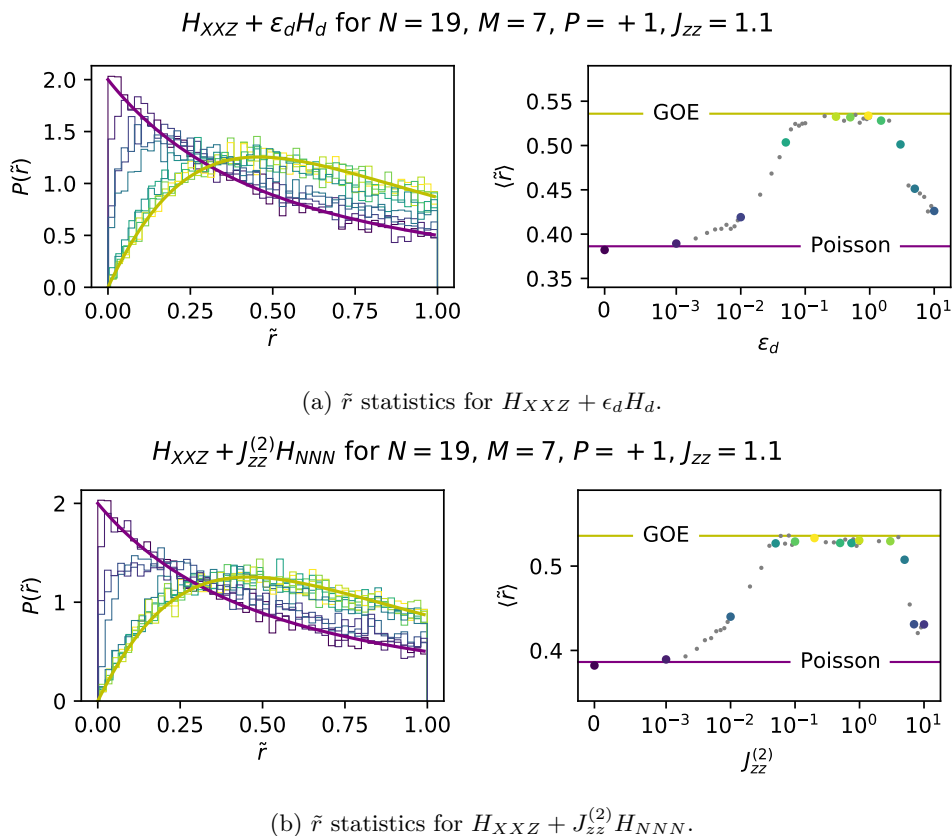 H_{XXZ} + ε_dH_d for N = 19, M = 7, P = + 1, J_{zz} = 1.1
P(r̃)
2.0
1.5
1.0
0.5
0.0
0.00 0.25 0.50 0.75 1.00
r̃
⟨r̃⟩
0.55
0.50
0.45
0.40
0.35
GOE
Poisson
0 10^{−3} 10^{−2} 10^{−1} 10^{0} 10^{1}
ε_d
(a) r̃ statistics for H_{XXZ} + ϵ_dH_d.
H_{XXZ} + J_{zz}^{(2)}H_{NNN} for N = 19, M = 7, P = + 1, J_{zz} = 1.1
P(r̃)
2
1
0
0.00 0.25 0.50 0.75 1.00
r̃
⟨r̃⟩
0.5
0.4
GOE
Poisson
0 10^{−3} 10^{−2} 10^{−1} 10^{0} 10^{1}
J_{zz}^{(2)}
(b) r̃ statistics for H_{XXZ} + J_{zz}^{(2)}H_{NNN}.